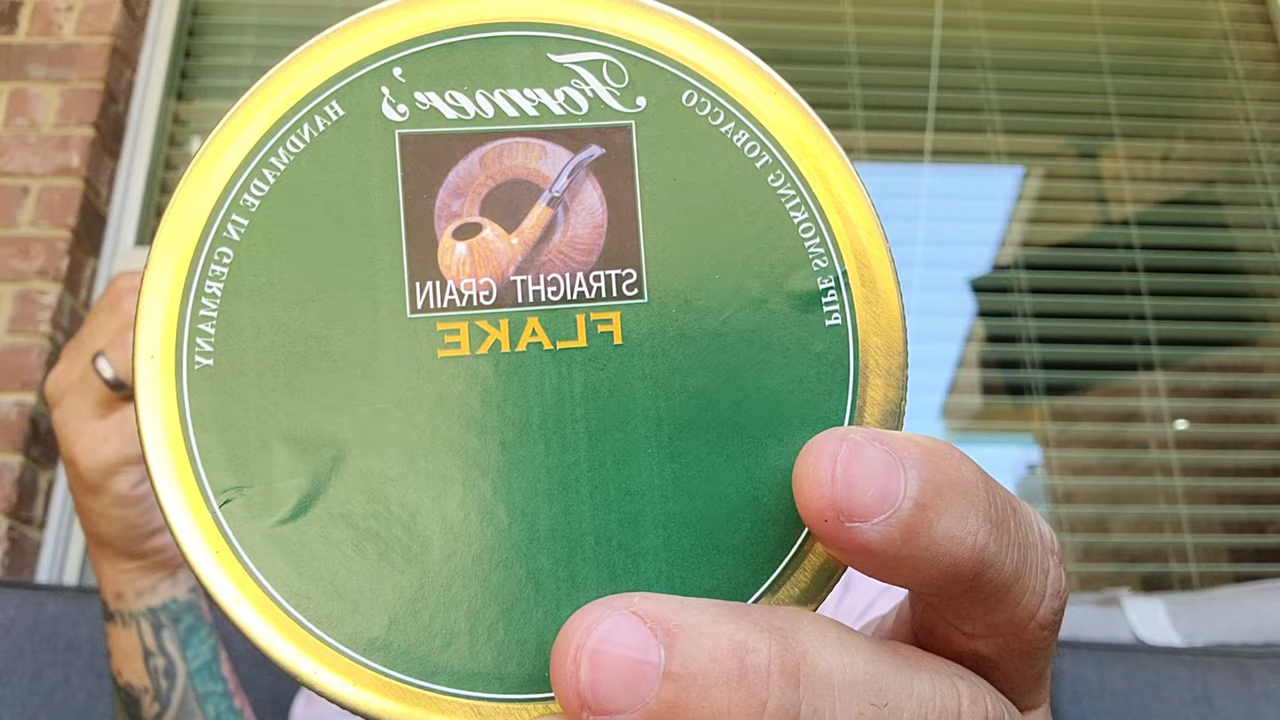 Former's
HANDMADE IN GERMANY
PIPE SMOKING TOBACCO
STRAIGHT GRAIN
FLAKE